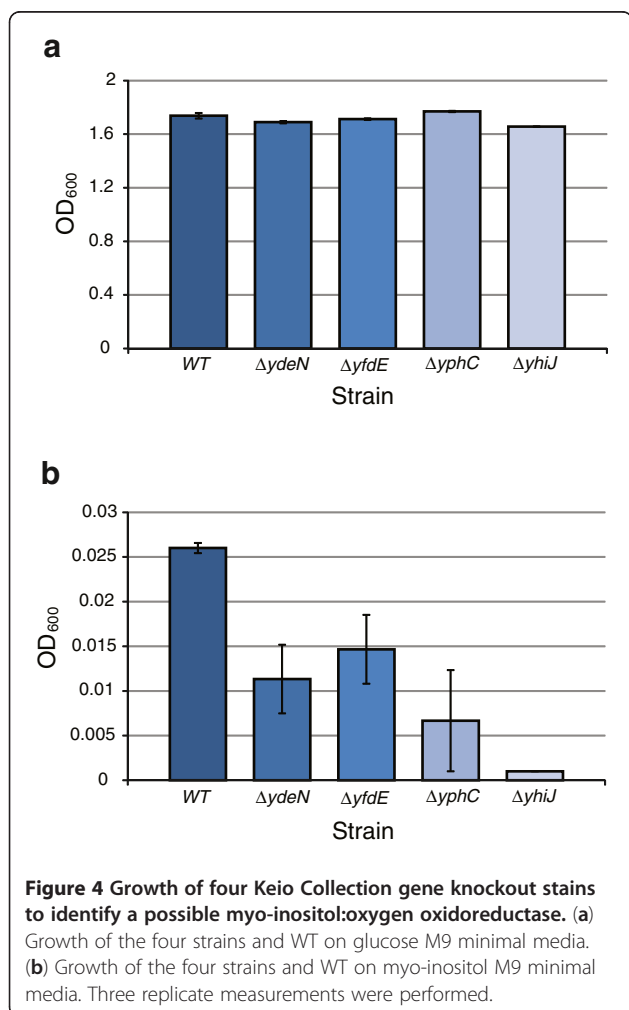 a
2
1.6
1.2
0.8
0.4
0
OD600
WT ΔydeN ΔyfdE ΔyphC ΔyhiJ
Strain
b
0.03
0.025
0.02
0.015
0.01
0.005
0
OD600
WT ΔydeN ΔyfdE ΔyphC ΔyhiJ
Strain
Figure 4 Growth of four Keio Collection gene knockout stains
to identify a possible myo-inositol:oxygen oxidoreductase. (a)
Growth of the four strains and WT on glucose M9 minimal media.
(b) Growth of the four strains and WT on myo-inositol M9 minimal
media. Three replicate measurements were performed.